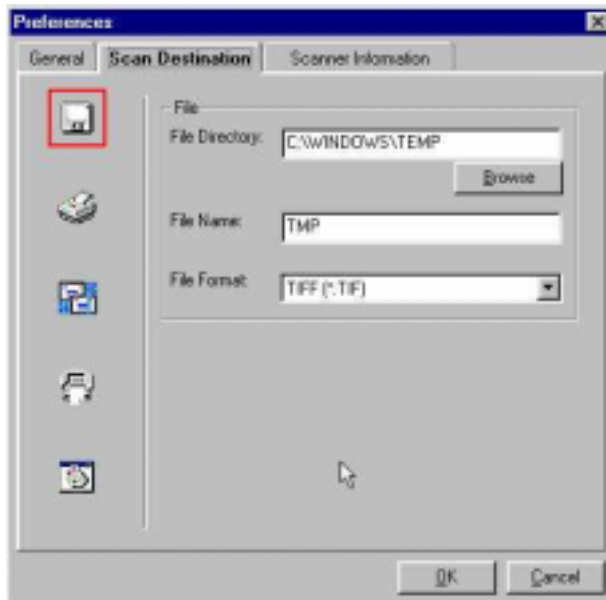 Preferences
General Scan Destination Scanner Information
File
File Directory: C:\WINDOWS\TEMP
Browse
File Name: TMP
File Format: TIFF (*.TIF)
OK Cancel